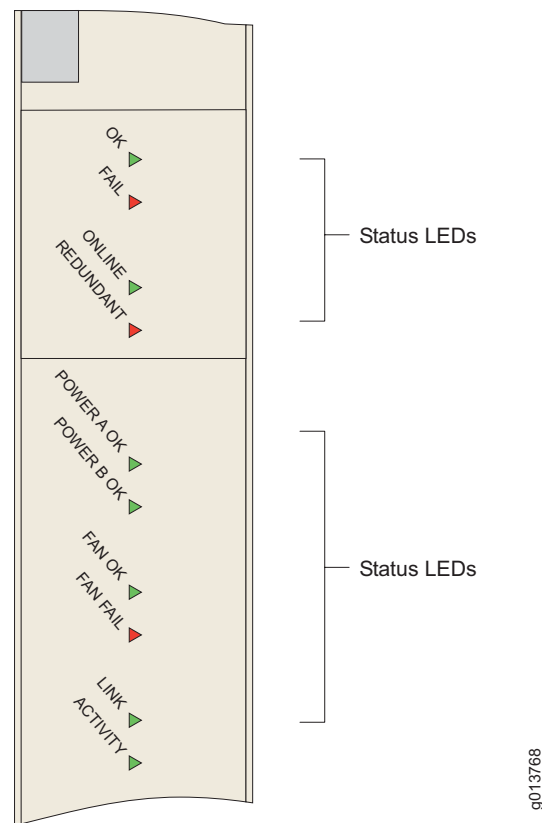 OK
FAIL
ONLINE
REDUNDANT
Status LEDs
POWER A OK
POWER B OK
FAN OK
FAN FAIL
LINK
ACTIVITY
Status LEDs
g013768